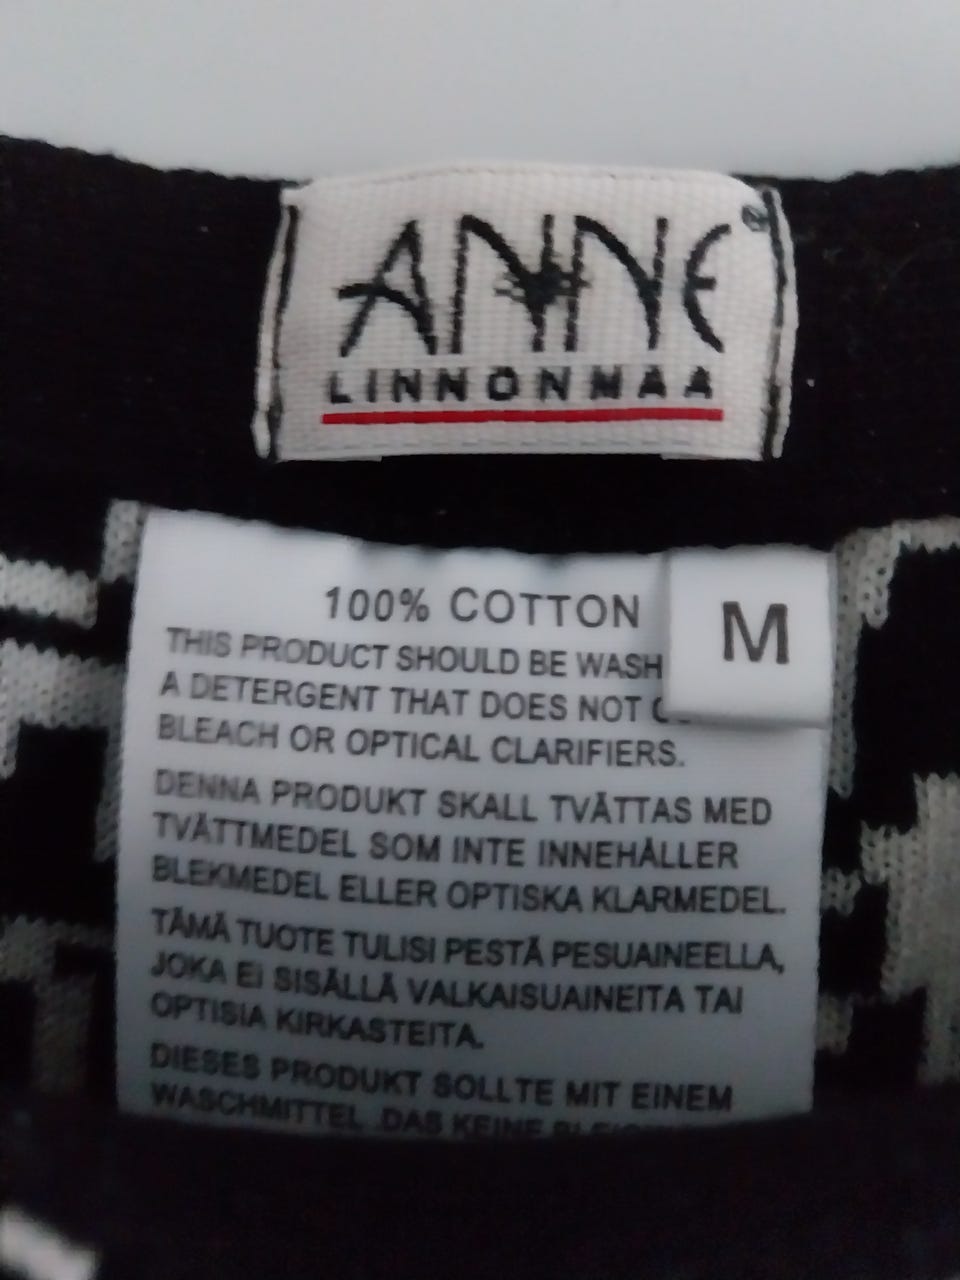 ANNE®
LINNONMAA
100% COTTON
M
THIS PRODUCT SHOULD BE WASH
A DETERGENT THAT DOES NOT
BLEACH OR OPTICAL CLARIFIERS.
DENNA PRODUKT SKALL TVÄTTAS MED
TVÄTTMEDEL SOM INTE INNEHÅLLER
BLEKMEDEL ELLER OPTISKA KLARMEDEL.
TÄMÄ TUOTE TULISI PESTÄ PESUAINEELLA,
JOKA EI SISÄLLÄ VALKAISUAINEITA TAI
OPTISIA KIRKASTEITA.
DIESES PRODUKT SOLLTE MIT EINEM
WASCHMITTEL .DAS KEINE